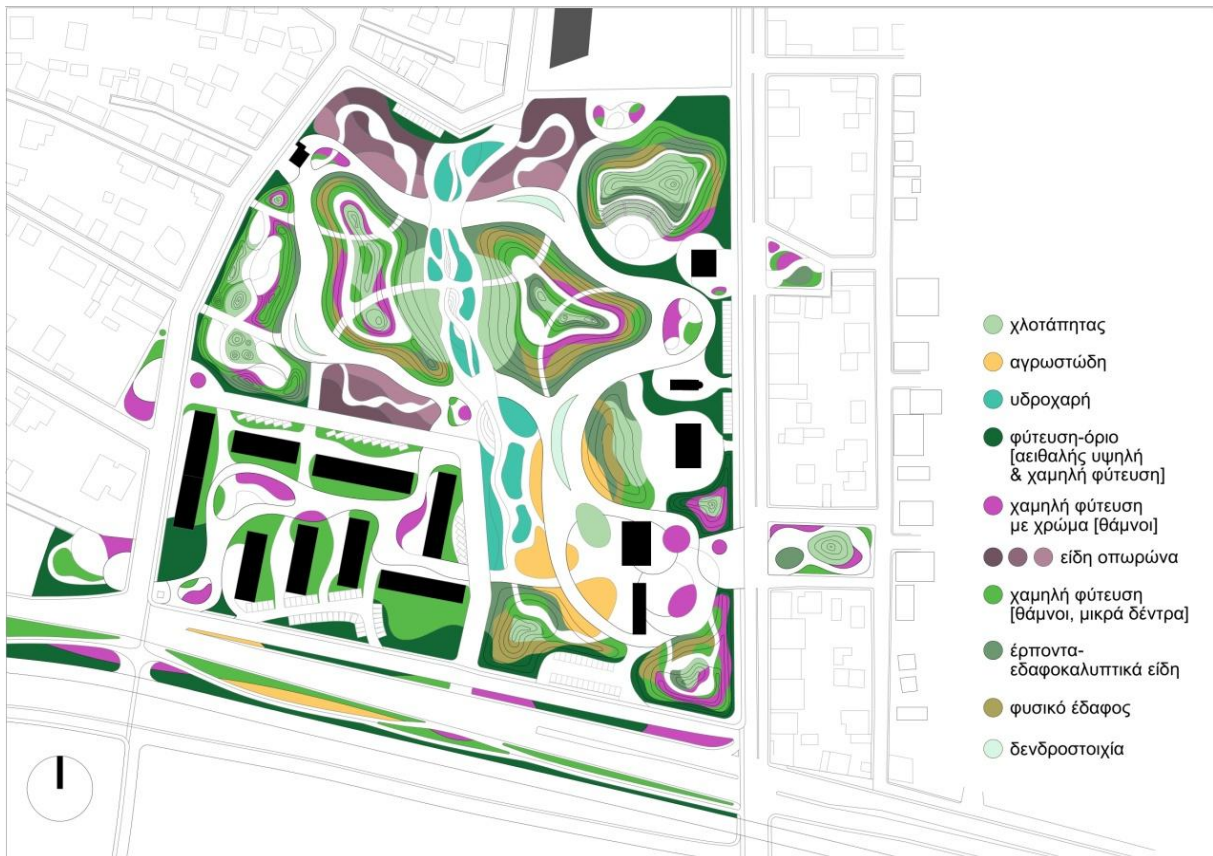 χλοτάπητας
αγρωστώδη
υδροχαρή
φύτευση-όριο
[αειθαλής υψηλή
& χαμηλή φύτευση]
χαμηλή φύτευση
με χρώμα [θάμνοι]
είδη οπωρώνα
χαμηλή φύτευση
[θάμνοι, μικρά δέντρα]
έρποντα-
εδαφοκαλυπτικά είδη
φυσικό έδαφος
δενδροστοιχία